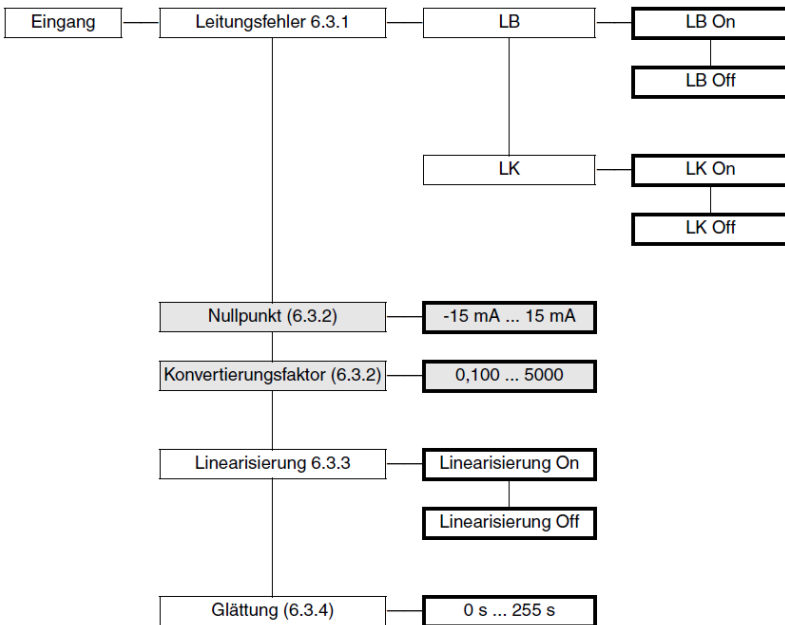 Eingang
Leitungsfehler 6.3.1
LB
LB On
LB Off
LK
LK On
LK Off
Nullpunkt (6.3.2)
-15 mA ... 15 mA
Konvertierungsfaktor (6.3.2)
0,100 ... 5000
Linearisierung 6.3.3
Linearisierung On
Linearisierung Off
Glättung (6.3.4)
0 s ... 255 s